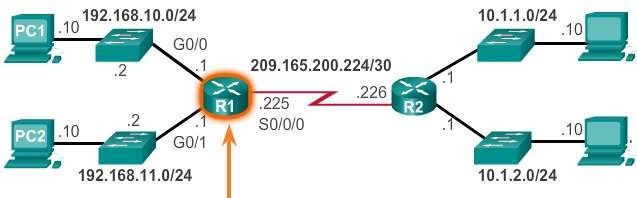 192.168.10.0/24
PC1
.10
.2
G0/0
.1
209.165.200.224/30
R1
.225
S0/0/0
.226
R2
PC2
.10
.2
.1
G0/1
192.168.11.0/24
10.1.1.0/24
.10
.1
.1
.10
10.1.2.0/24